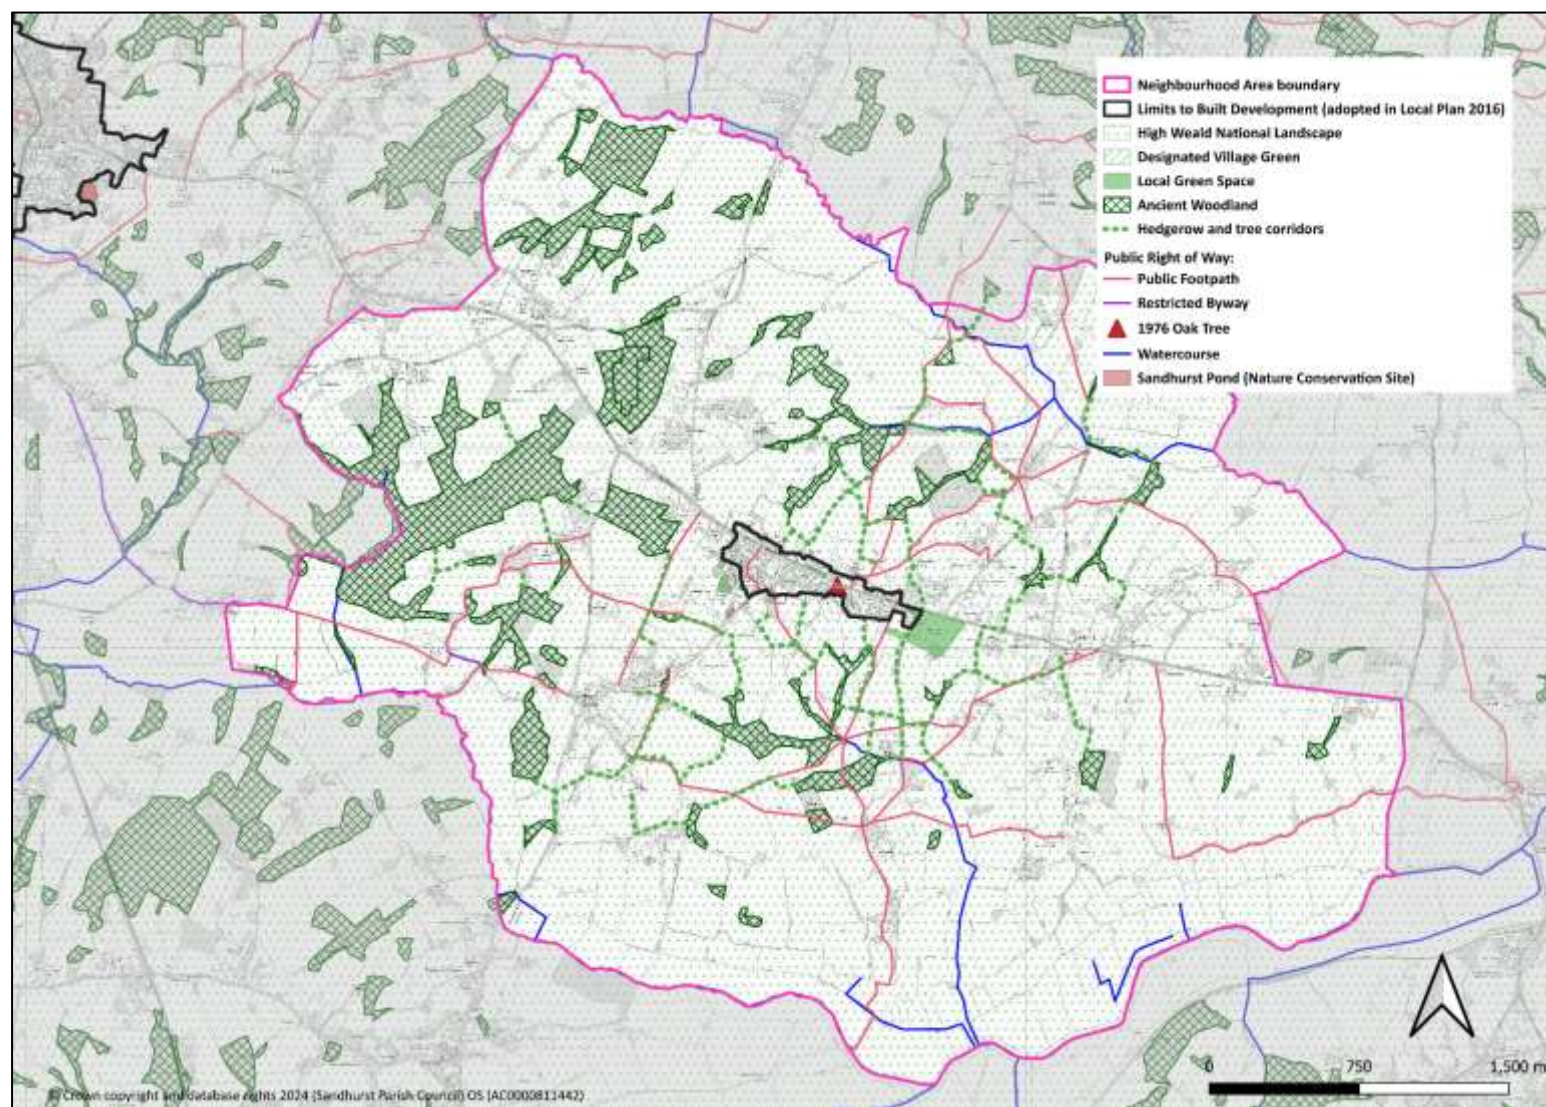 Neighbourhood Area boundary
Limits to Built Development (adopted in Local Plan 2016)
High Weald National Landscape
Designated Village Green
Local Green Space
Ancient Woodland
Hedgerow and tree corridors
Public Right of Way:
Public Footpath
Restricted Byway
1976 Oak Tree
Watercourse
Sandhurst Pond (Nature Conservation Site)
0 750 1,500 m
© Crown copyright and database rights 2024 (Sandhurst Parish Council) OS (AC0000811442)